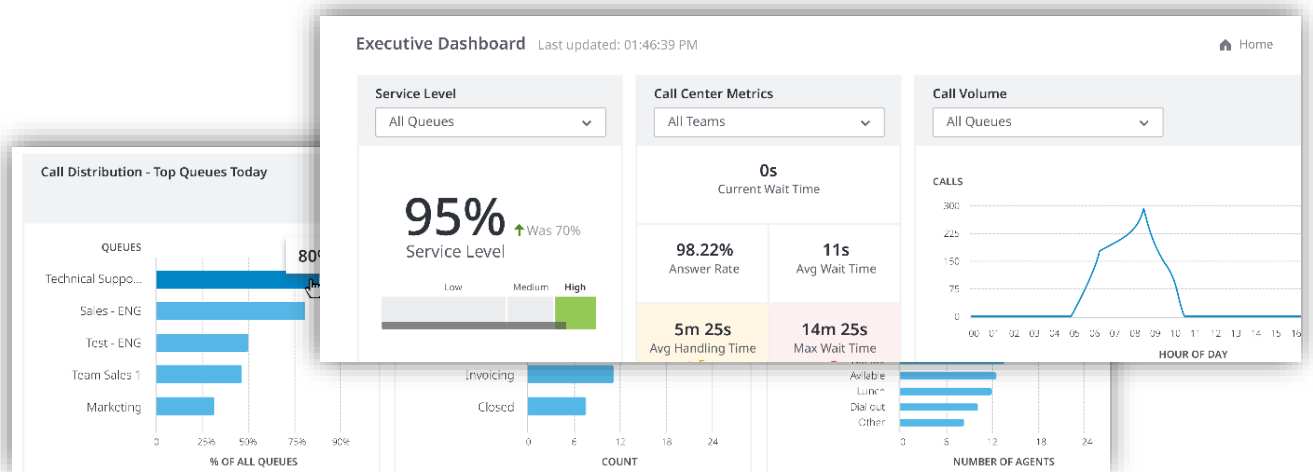 Executive Dashboard Last updated: 01:46:39 PM
Home
Service Level
All Queues
95%
Was 70%
Service Level
Low Medium High
Call Center Metrics
All Teams
0s
Current Wait Time
98.22%
Answer Rate
11s
Avg Wait Time
5m 25s
Avg Handling Time
14m 25s
Max Wait Time
Call Volume
All Queues
CALLS
300
225
150
75
0
00 01 02 03 04 05 06 07 08 09 10 11 12 13 14 15 16
HOUR OF DAY
Call Distribution - Top Queues Today
QUEUES
80%
Technical Suppo...
Sales - ENG
Test - ENG
Team Sales 1
Marketing
0 25% 50% 75% 90%
% OF ALL QUEUES
Invoicing
Closed
0 6 12 18 24
COUNT
Avilable
Lunch
Dial out
Other
0 6 12 18 24
NUMBER OF AGENTS